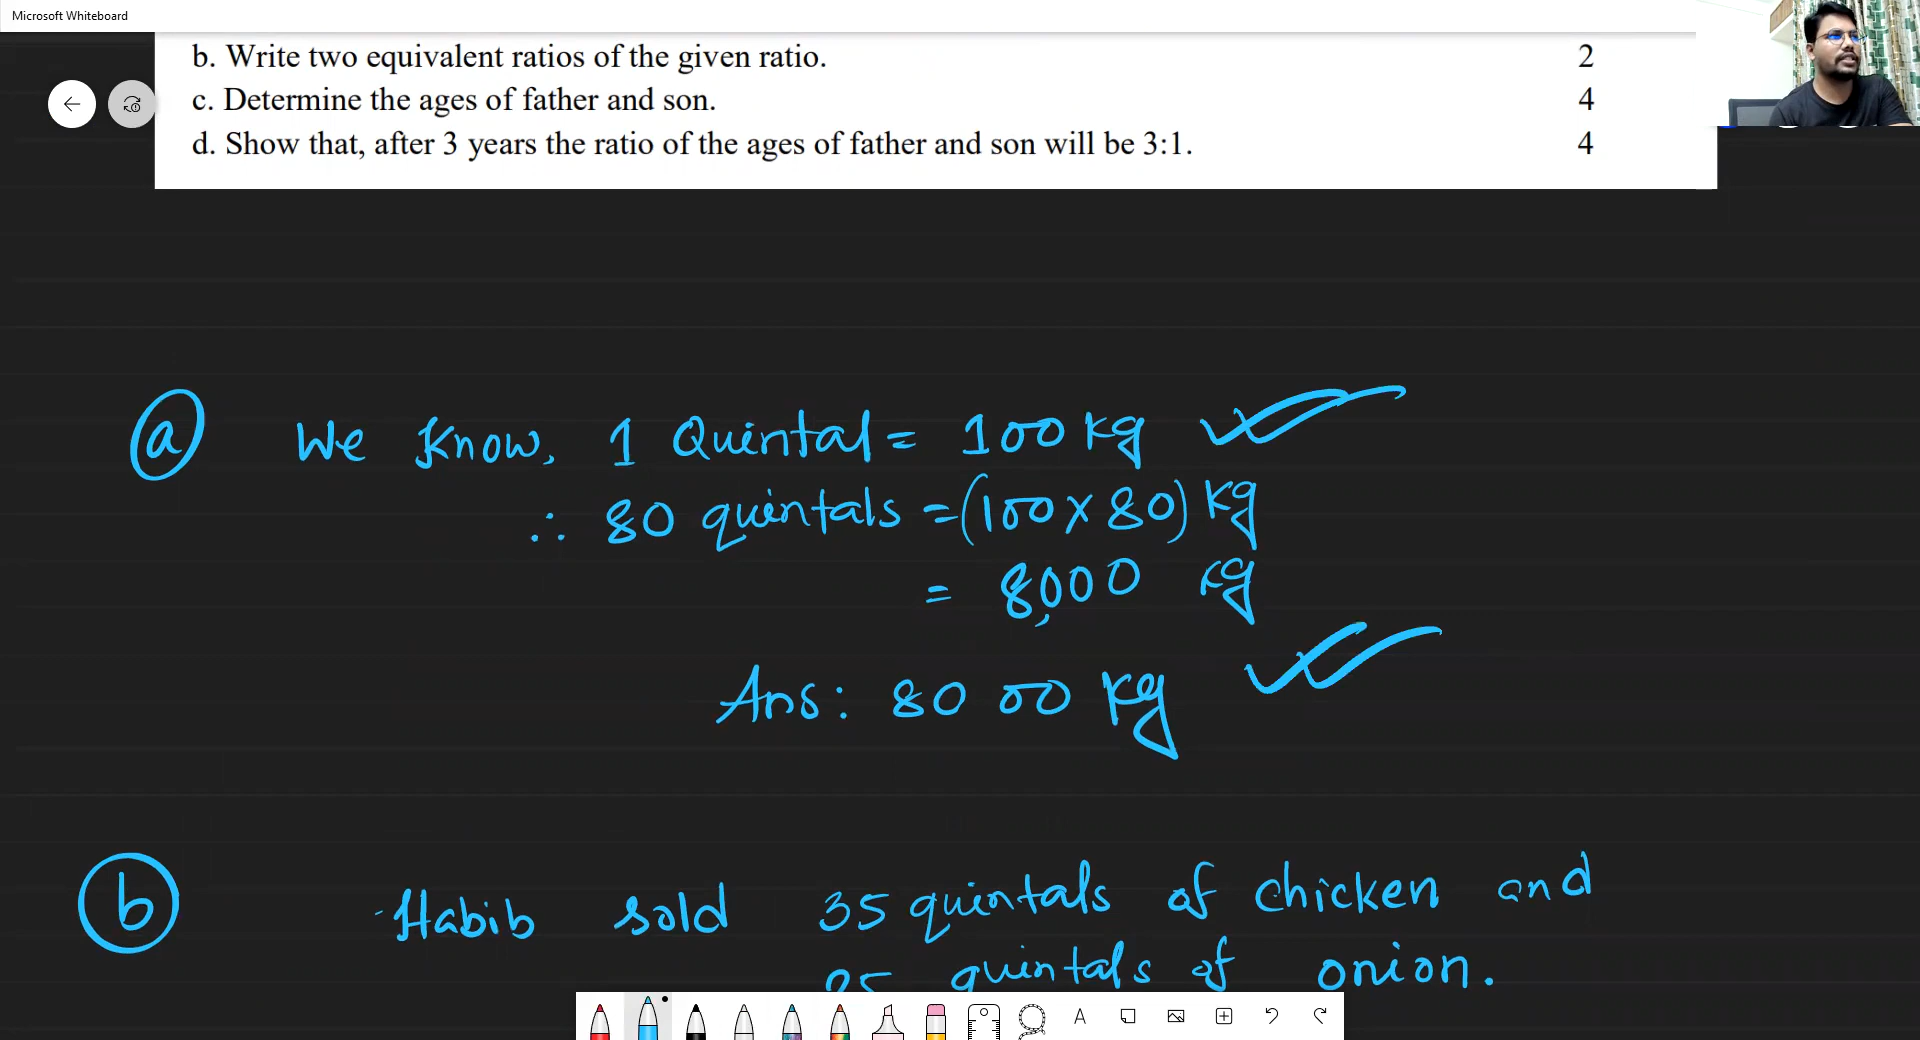 Microsoft Whiteboard
b. Write two equivalent ratios of the given ratio. 2
c. Determine the ages of father and son. 4
d. Show that, after 3 years the ratio of the ages of father and son will be 3:1. 4
a We know, 1 Quintal = 100 kg
∴ 80 quintals = (100 × 80) kg
= 8,000 kg
Ans: 8000 kg
b Habib sold 35 quintals of chicken and
quintals of onion.